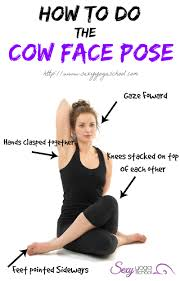 HOW TO DO
THE
COW FACE POSE
http://www.sexyyogaschool.com
Gaze Foward
Hands clasped together
Knees stacked on top
of each other
Feet pointed Sideways
Sexy YOGA
SCHOOL